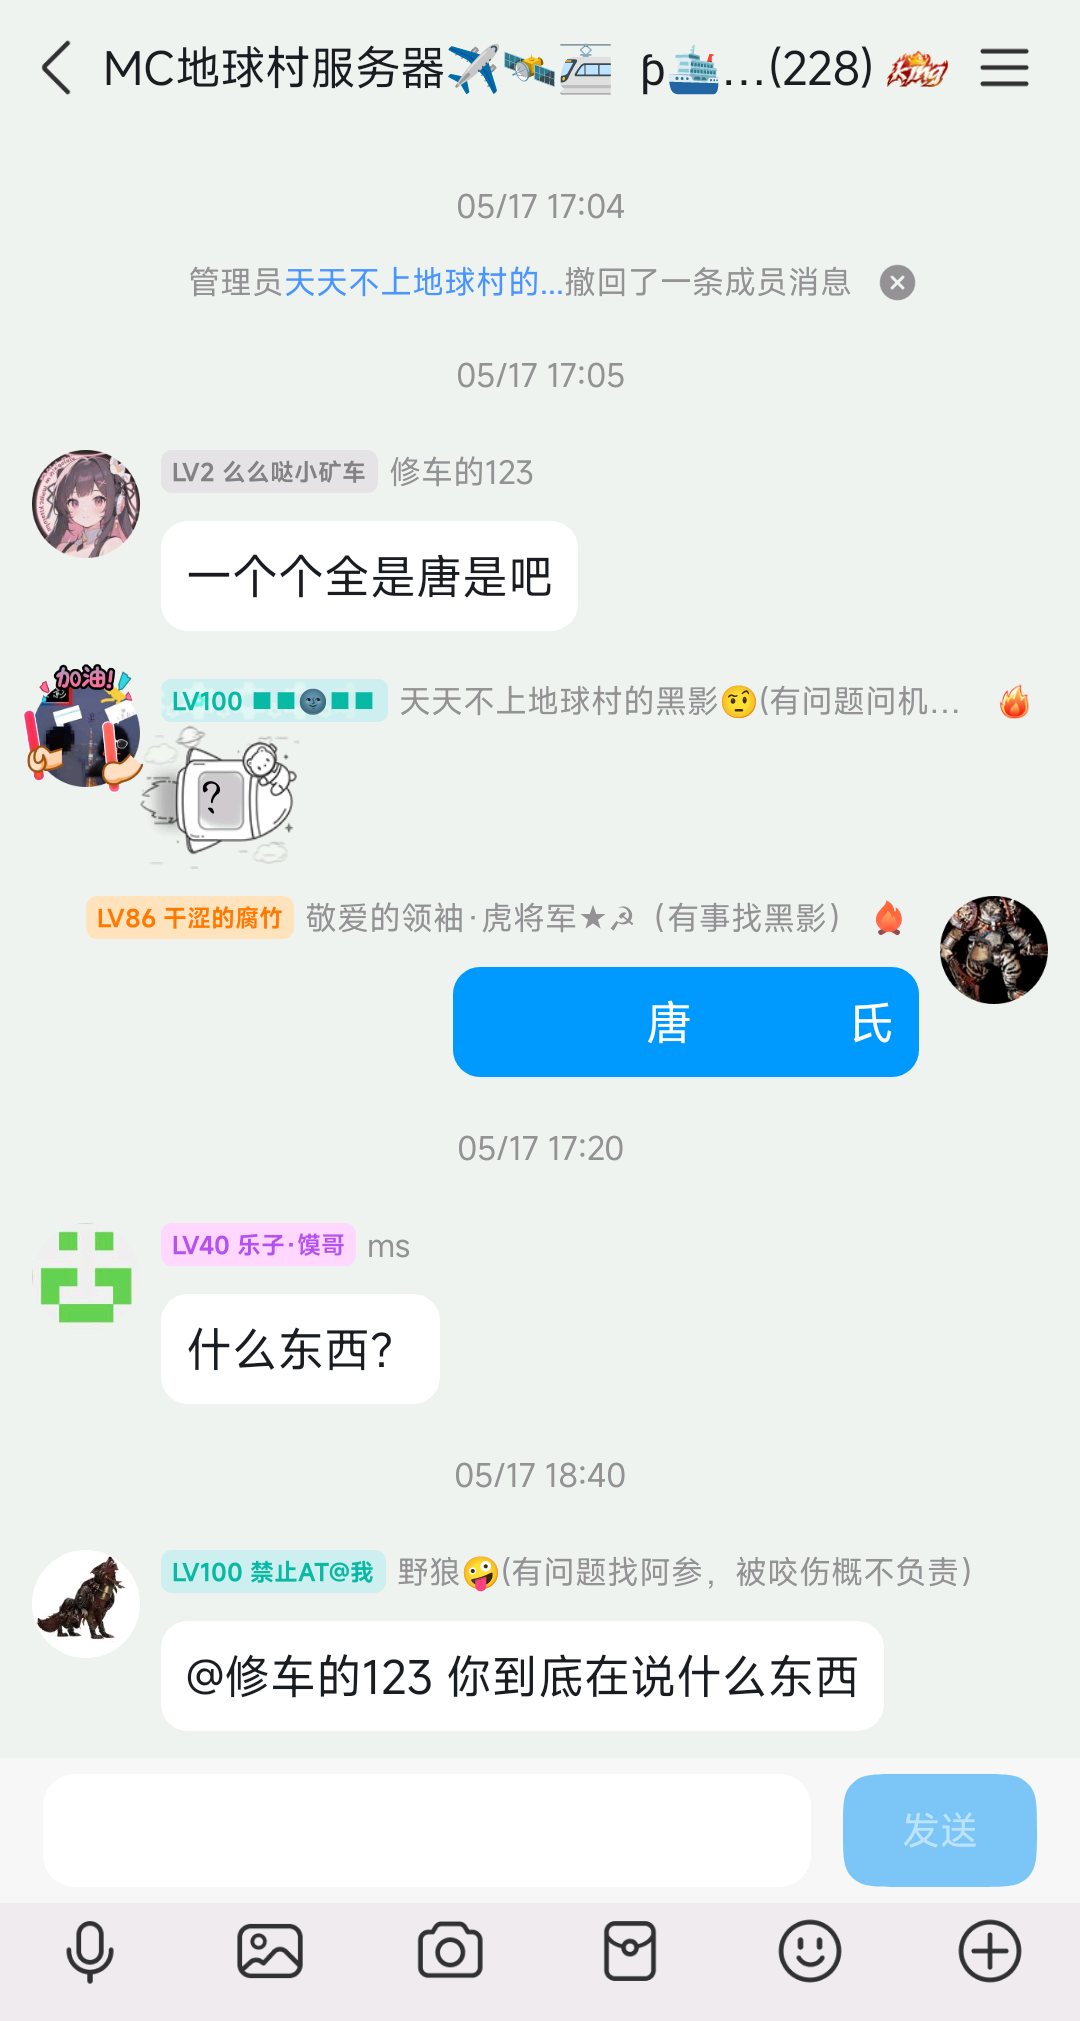 MC地球村服务器✈️🛰️🚈 ƥ🛳️...(228)
05/17 17:04
管理员天天不上地球村的...撤回了一条成员消息
05/17 17:05
LV2 么么哒小矿车 修车的123
一个个全是唐是吧
加油!
LV100 ■■🌚■■ 天天不上地球村的黑影🤨(有问题问机...
?
LV86 干涩的腐竹 敬爱的领袖·虎将军★☭（有事找黑影）
唐 氏
05/17 17:20
LV40 乐子·馍哥 ms
什么东西?
05/17 18:40
LV100 禁止AT@我 野狼🤪(有问题找阿参，被咬伤概不负责）
@修车的123 你到底在说什么东西
发送